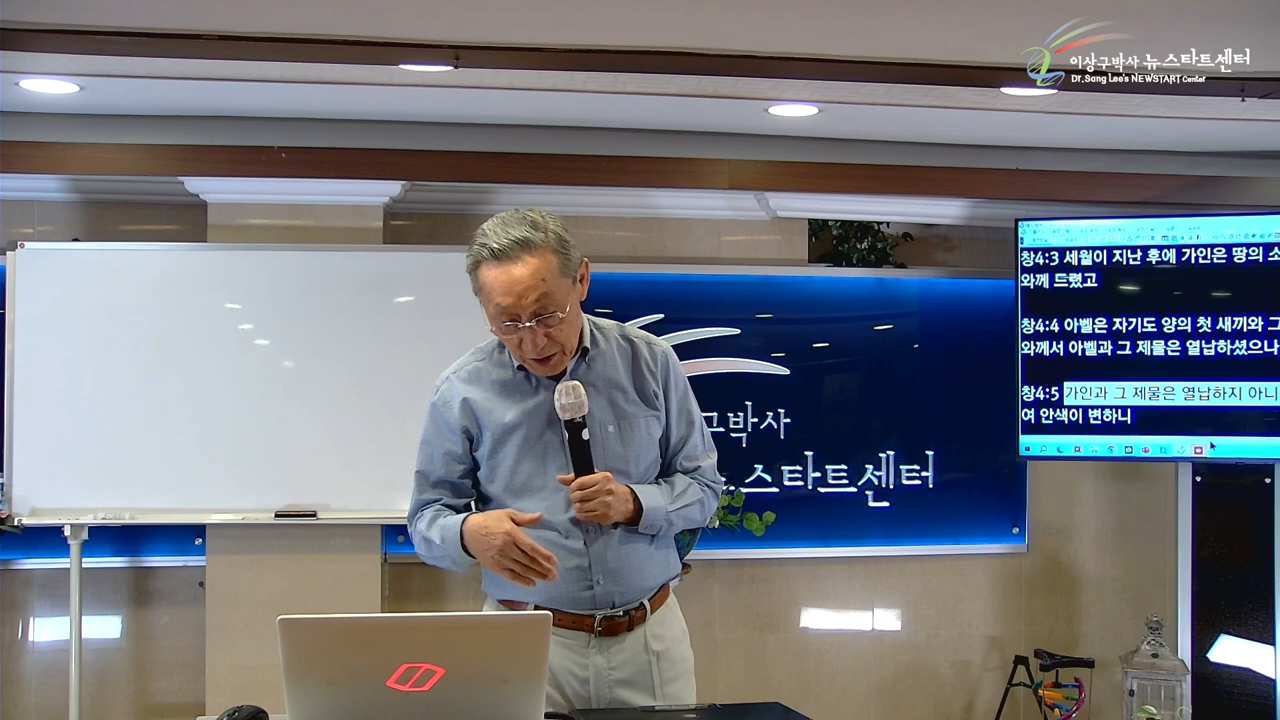 이상구박사 뉴스타트센터
Dr. Sang Lee's NEWSTART Center
창4:3 세월이 지난 후에 가인은 땅의 소
와께 드렸고
창4:4 아벨은 자기도 양의 첫 새끼와 그
와께서 아벨과 그 제물은 열납하셨으나
창4:5 가인과 그 제물은 열납하지 아니
여 안색이 변하니
구박사
스타트센터